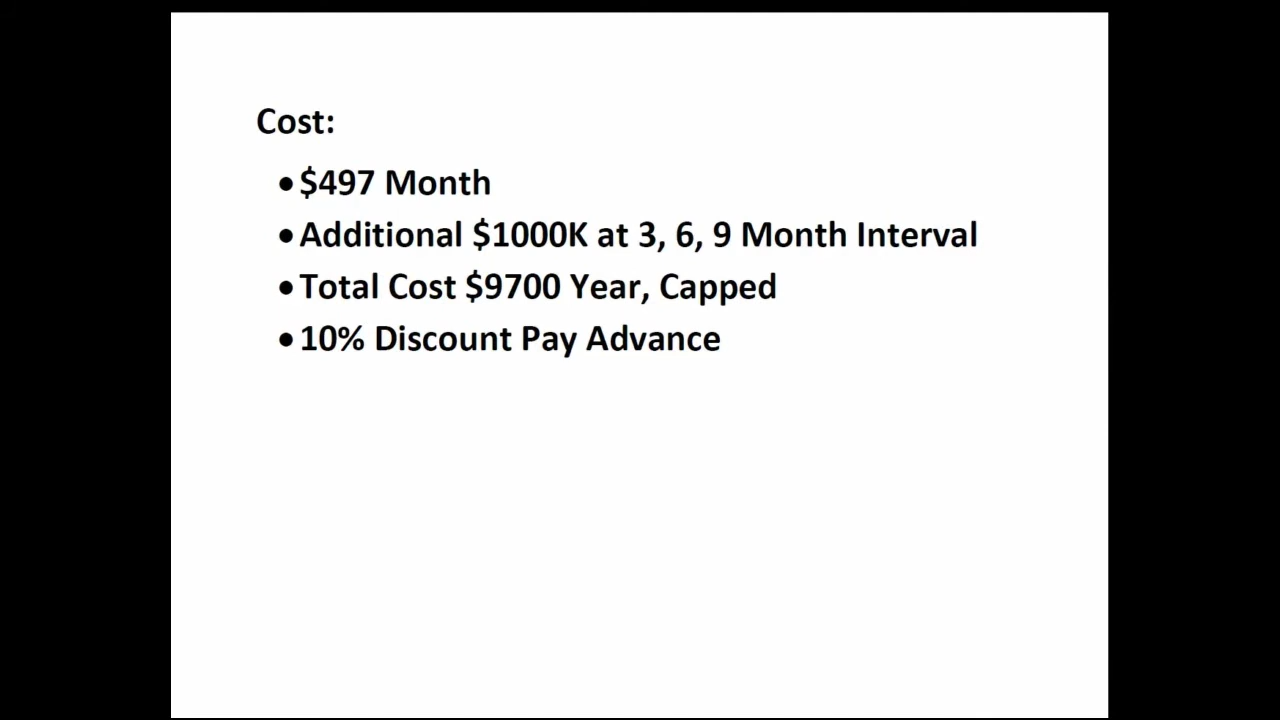 Cost:
•$497 Month
•Additional $1000K at 3, 6, 9 Month Interval
•Total Cost $9700 Year, Capped
•10% Discount Pay Advance